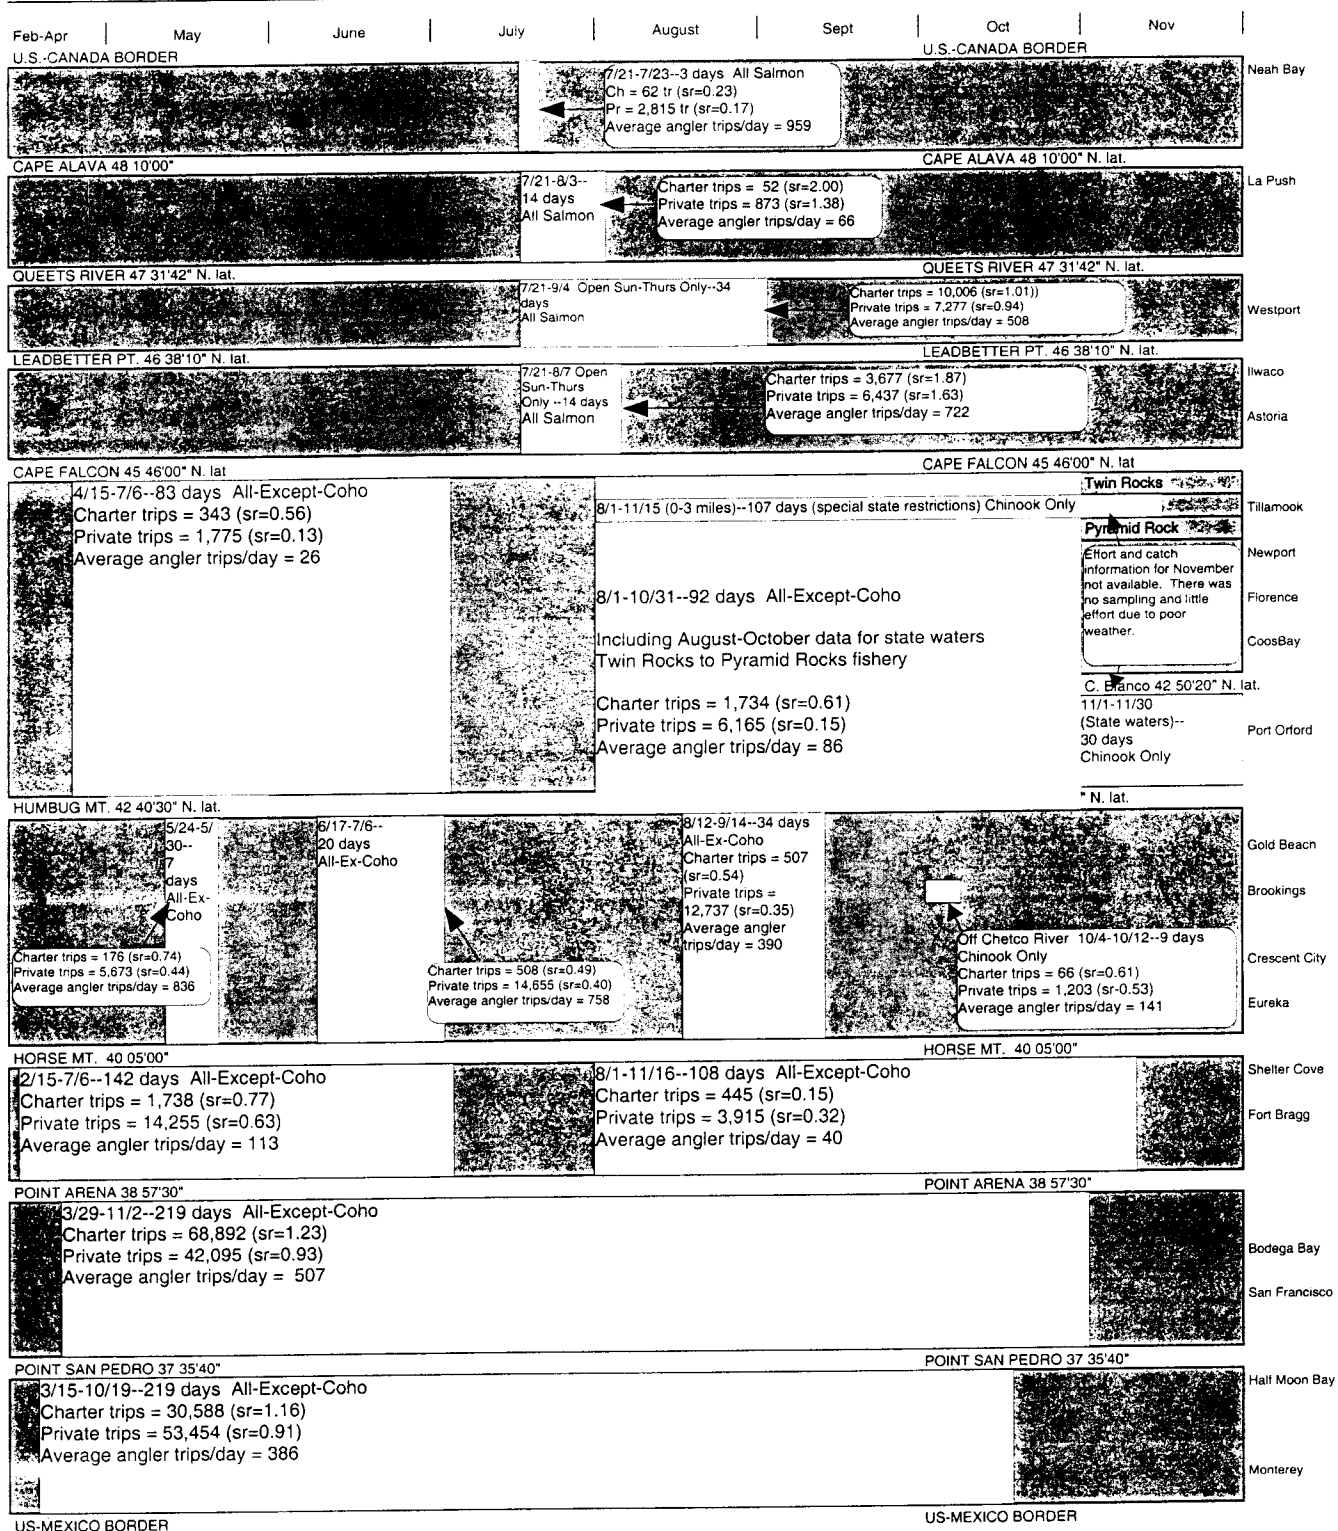 Feb-Apr | May | June | July | August | Sept | Oct | Nov
U.S.-CANADA BORDER
U.S.-CANADA BORDER
7/21-7/23--3 days All Salmon
Ch = 62 tr (sr=0.23)
Pr = 2,815 tr (sr=0.17)
Average angler trips/day = 959
Neah Bay
CAPE ALAVA 48 10'00"
CAPE ALAVA 48 10'00" N. lat.
7/21-8/3--
14 days
All Salmon
Charter trips = 52 (sr=2.00)
Private trips = 873 (sr=1.38)
Average angler trips/day = 66
La Push
QUEETS RIVER 47 31'42" N. lat.
QUEETS RIVER 47 31'42" N. lat.
7/21-9/4 Open Sun-Thurs Only--34
days
All Salmon
Charter trips = 10,006 (sr=1.01))
Private trips = 7,277 (sr=0.94)
Average angler trips/day = 508
Westport
LEADBETTER PT. 46 38'10" N. lat.
LEADBETTER PT. 46 38'10" N. lat.
7/21-8/7 Open
Sun-Thurs
Only --14 days
All Salmon
Charter trips = 3,677 (sr=1.87)
Private trips = 6,437 (sr=1.63)
Average angler trips/day = 722
Ilwaco
Astoria
CAPE FALCON 45 46'00" N. lat
CAPE FALCON 45 46'00" N. lat
4/15-7/6--83 days All-Except-Coho
Charter trips = 343 (sr=0.56)
Private trips = 1,775 (sr=0.13)
Average angler trips/day = 26
8/1-11/15 (0-3 miles)--107 days (special state restrictions) Chinook Only
8/1-10/31--92 days All-Except-Coho
Including August-October data for state waters
Twin Rocks to Pyramid Rocks fishery
Charter trips = 1,734 (sr=0.61)
Private trips = 6,165 (sr=0.15)
Average angler trips/day = 86
Twin Rocks
Pyramid Rock
Effort and catch
information for November
not available. There was
no sampling and little
effort due to poor
weather.
C. Blanco 42 50'20" N. lat.
11/1-11/30
(State waters)--
30 days
Chinook Only
Tillamook
Newport
Florence
CoosBay
Port Orford
HUMBUG MT. 42 40'30" N. lat.
" N. lat.
5/24-5/
30--
7
days
All-Ex-
Coho
Charter trips = 176 (sr=0.74)
Private trips = 5,673 (sr=0.44)
Average angler trips/day = 836
6/17-7/6--
20 days
All-Ex-Coho
Charter trips = 508 (sr=0.49)
Private trips = 14,655 (sr=0.40)
Average angler trips/day = 758
8/12-9/14--34 days
All-Ex-Coho
Charter trips = 507
(sr=0.54)
Private trips =
12,737 (sr=0.35)
Average angler
trips/day = 390
Off Chetco River 10/4-10/12--9 days
Chinook Only
Charter trips = 66 (sr=0.61)
Private trips = 1,203 (sr-0.53)
Average angler trips/day = 141
Gold Beach
Brookings
Crescent City
Eureka
HORSE MT. 40 05'00"
HORSE MT. 40 05'00"
2/15-7/6--142 days All-Except-Coho
Charter trips = 1,738 (sr=0.77)
Private trips = 14,255 (sr=0.63)
Average angler trips/day = 113
8/1-11/16--108 days All-Except-Coho
Charter trips = 445 (sr=0.15)
Private trips = 3,915 (sr=0.32)
Average angler trips/day = 40
Shelter Cove
Fort Bragg
POINT ARENA 38 57'30"
POINT ARENA 38 57'30"
3/29-11/2--219 days All-Except-Coho
Charter trips = 68,892 (sr=1.23)
Private trips = 42,095 (sr=0.93)
Average angler trips/day = 507
Bodega Bay
San Francisco
POINT SAN PEDRO 37 35'40"
POINT SAN PEDRO 37 35'40"
3/15-10/19--219 days All-Except-Coho
Charter trips = 30,588 (sr=1.16)
Private trips = 53,454 (sr=0.91)
Average angler trips/day = 386
Half Moon Bay
Monterey
US-MEXICO BORDER
US-MEXICO BORDER